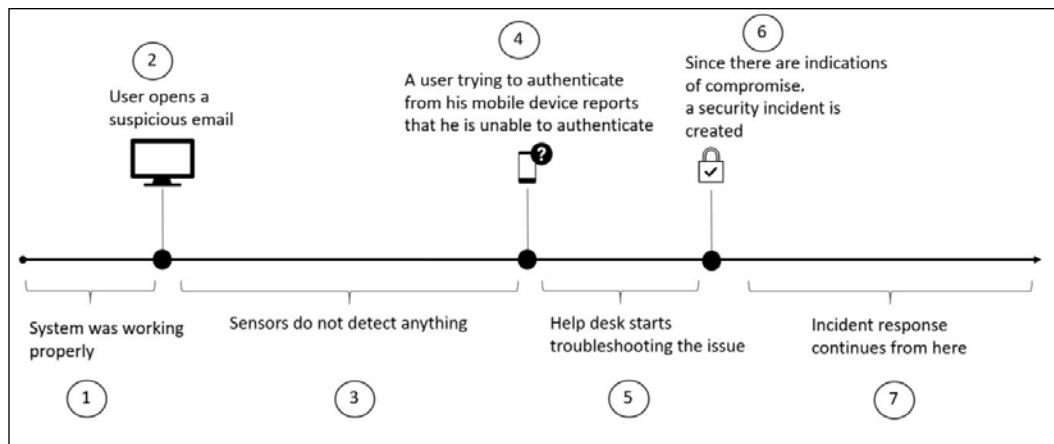 2
User opens a
suspicious email
4
A user trying to authenticate
from his mobile device reports
that he is unable to authenticate
?
6
Since there are indications
of compromise,
a security incident is
created
System was working
properly
1
Sensors do not detect anything
3
Help desk starts
troubleshooting the issue
5
Incident response
continues from here
7